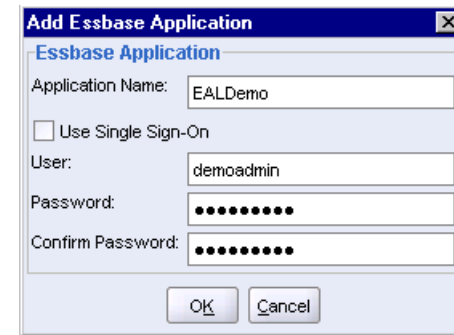 Add Essbase Application
Essbase Application
Application Name: EALDemo
Use Single Sign-On
User: demoadmin
Password: ●●●●●●●●●
Confirm Password: ●●●●●●●●●
OK Cancel